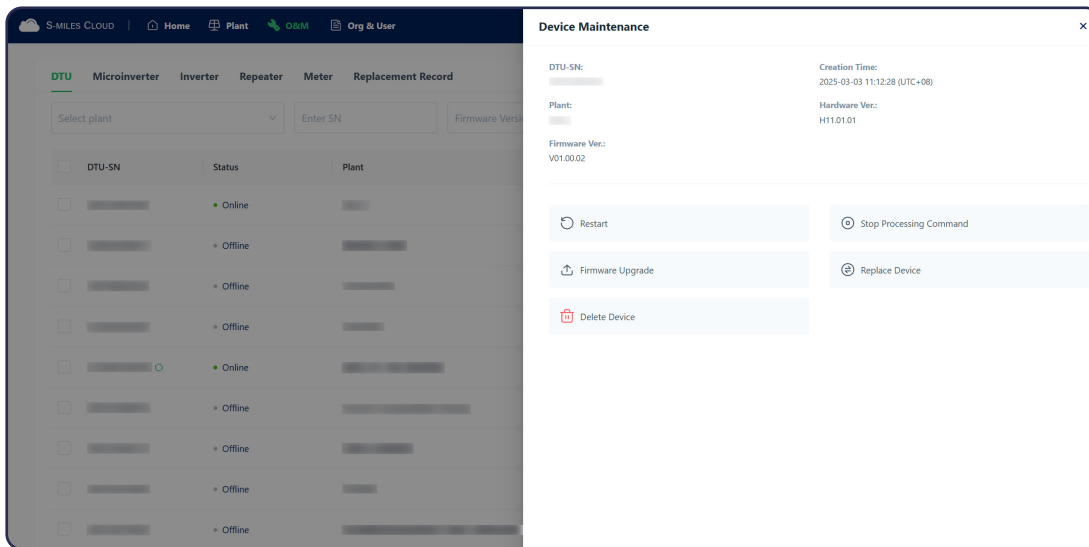 S-MILES CLOUD | Home Plant O&M Org & User
DTU Microinverter Inverter Repeater Meter Replacement Record
Select plant Enter SN Firmware Versi
DTU-SN Status Plant
Online
Offline
Offline
Offline
Online
Offline
Offline
Offline
Offline
Device Maintenance
DTU-SN:
Creation Time:
2025-03-03 11:12:28 (UTC+08)
Plant:
Hardware Ver.:
H11.01.01
Firmware Ver.:
V01.00.02
Restart
Stop Processing Command
Firmware Upgrade
Replace Device
Delete Device